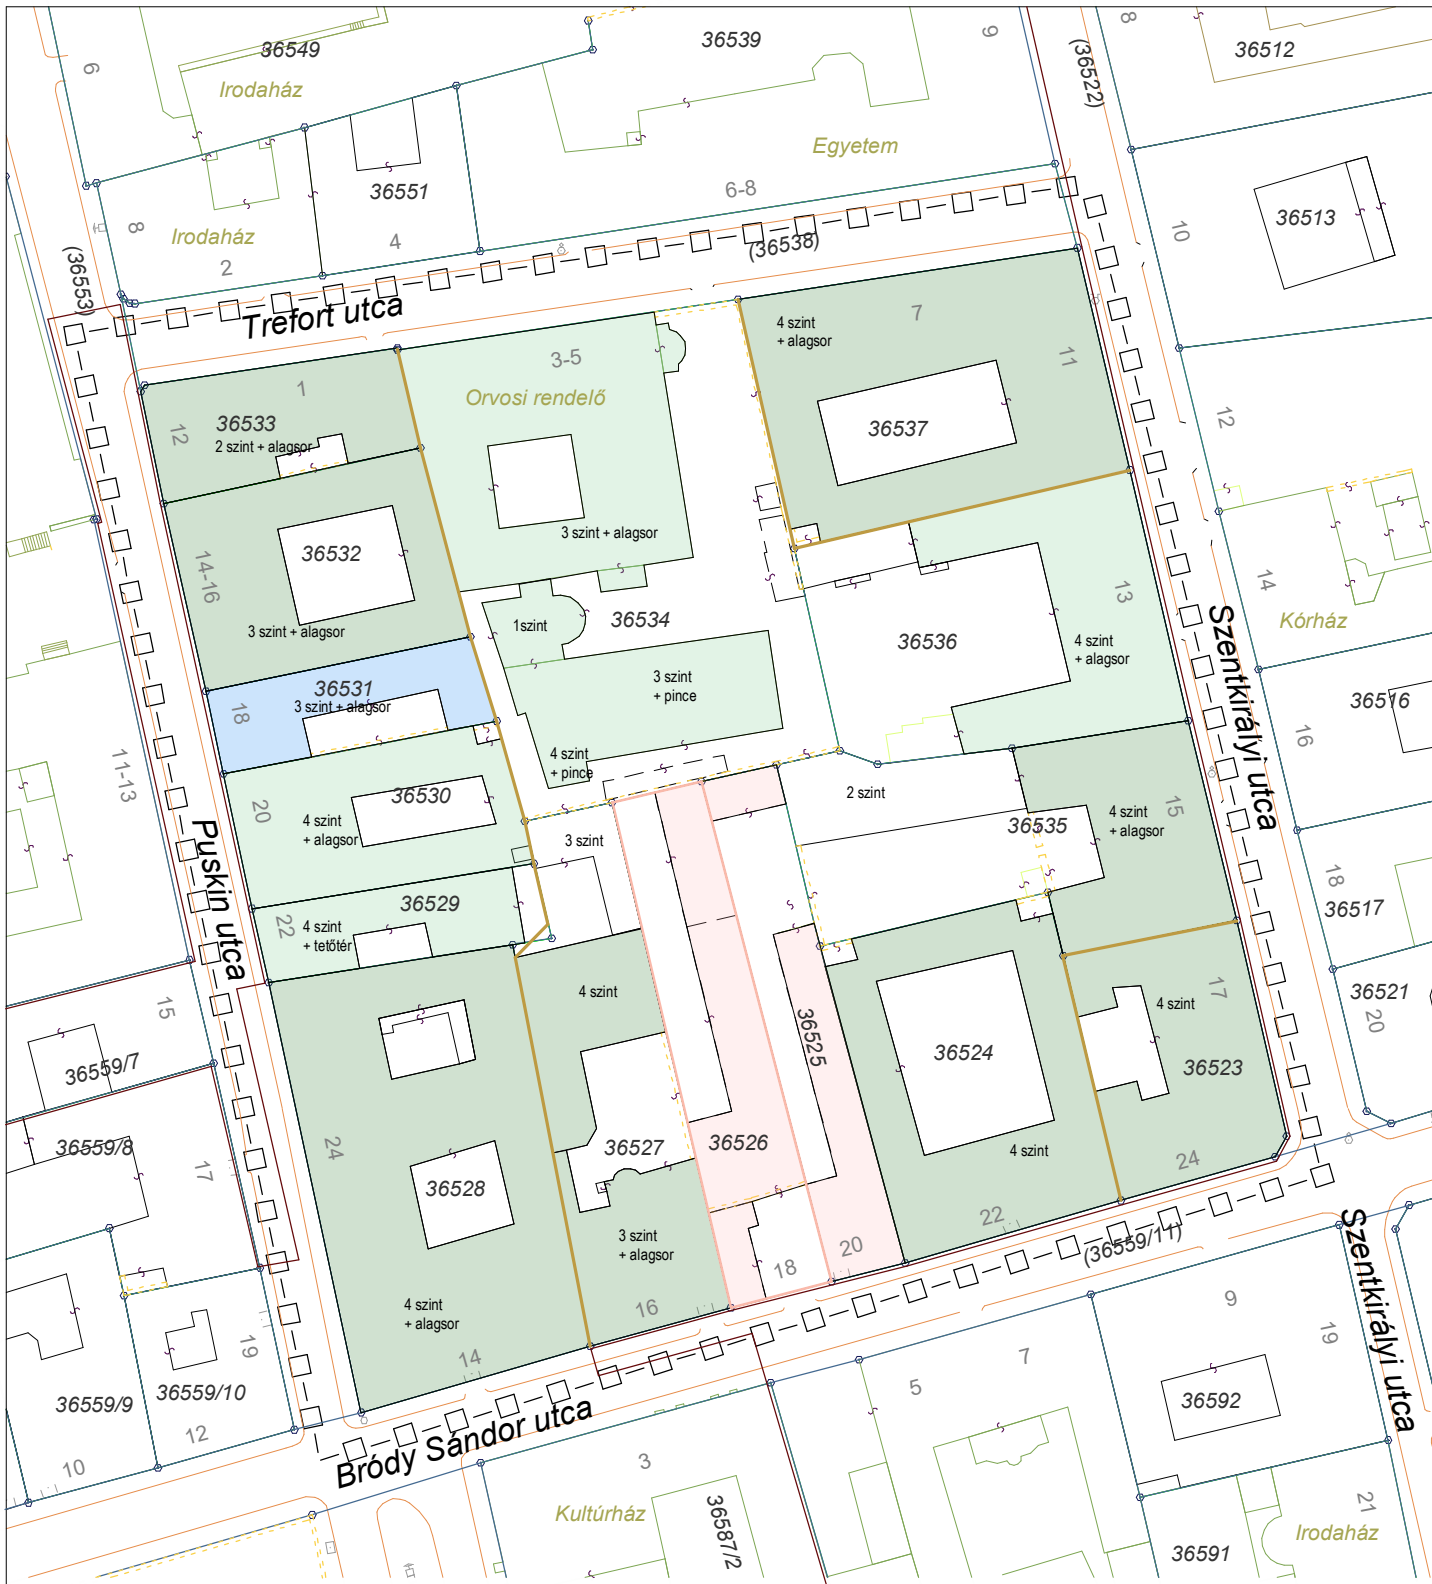 36549
Irodaház
36539
9
(36522)
8
36512
6
Egyetem
36551
6-8
8
Irodaház
4
2
(36538)
10
36513
(36553)
Trefort utca
7
4 szint
+ alagsor
11
3-5
Orvosi rendelő
1
12
36533
2 szint + alagsor
36537
12
36532
14-16
3 szint + alagsor
3 szint + alagsor
1szint
36534
36536
13
4 szint
+ alagsor
14
Kórház
Szentkirályi utca
36531
3 szint + alagsor
18
3 szint
+ pince
4 szint
+ pince
36516
16
11-13
36530
20
4 szint
+ alagsor
3 szint
2 szint
36535
15
4 szint
+ alagsor
Puskin utca
36529
22
4 szint
+ tetőtér
18
36517
4 szint
17
4 szint
36521
20
15
36559/7
36525
36524
36523
36559/8
17
24
36528
36527
36526
4 szint
24
3 szint
+ alagsor
22
20
18
(36559/11)
16
4 szint
+ alagsor
14
19
36559/9
36559/10
12
10
Bródy Sándor utca
9
19
Szentkirályi utca
7
5
36592
3
Kultúrház
36587/2
21
Irodaház
36591